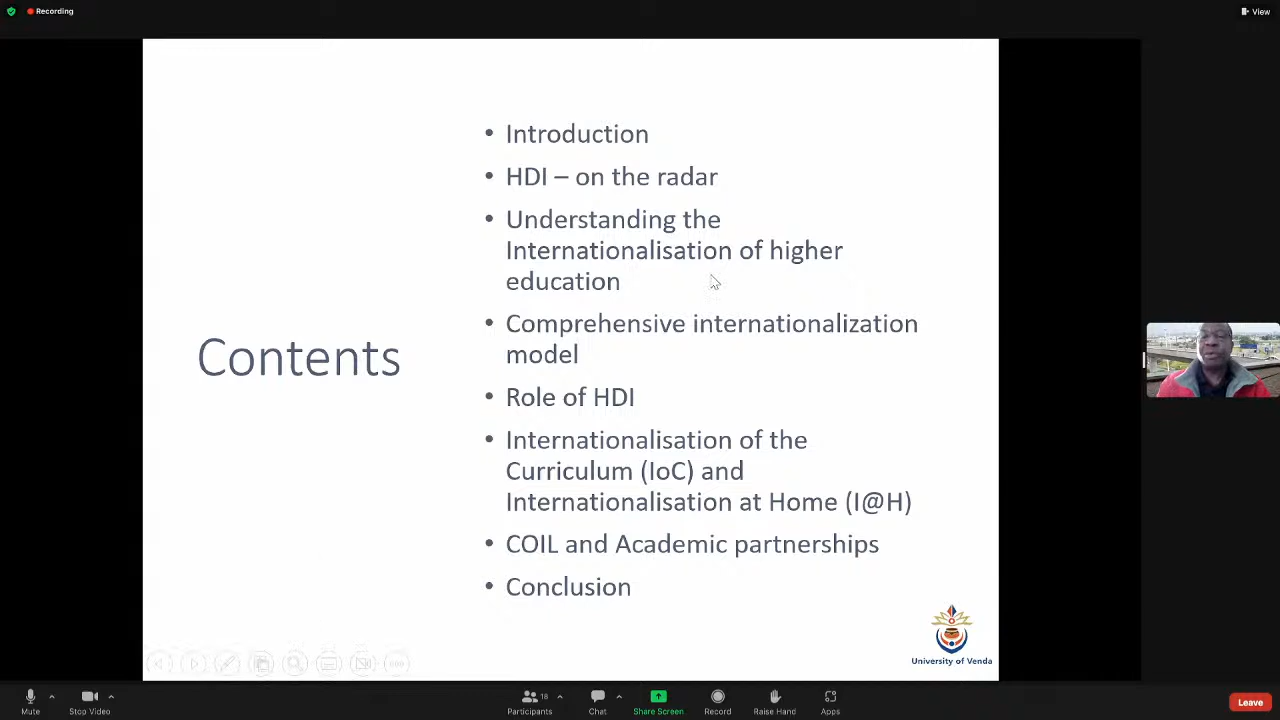 Recording
View
Contents
• Introduction
• HDI – on the radar
• Understanding the
Internationalisation of higher
education
• Comprehensive internationalization
model
• Role of HDI
• Internationalisation of the
Curriculum (IoC) and
Internationalisation at Home (I@H)
• COIL and Academic partnerships
• Conclusion
University of Venda
Mute
Stop Video
18
Participants
Chat
Share Screen
Record
Raise Hand
Apps
Leave